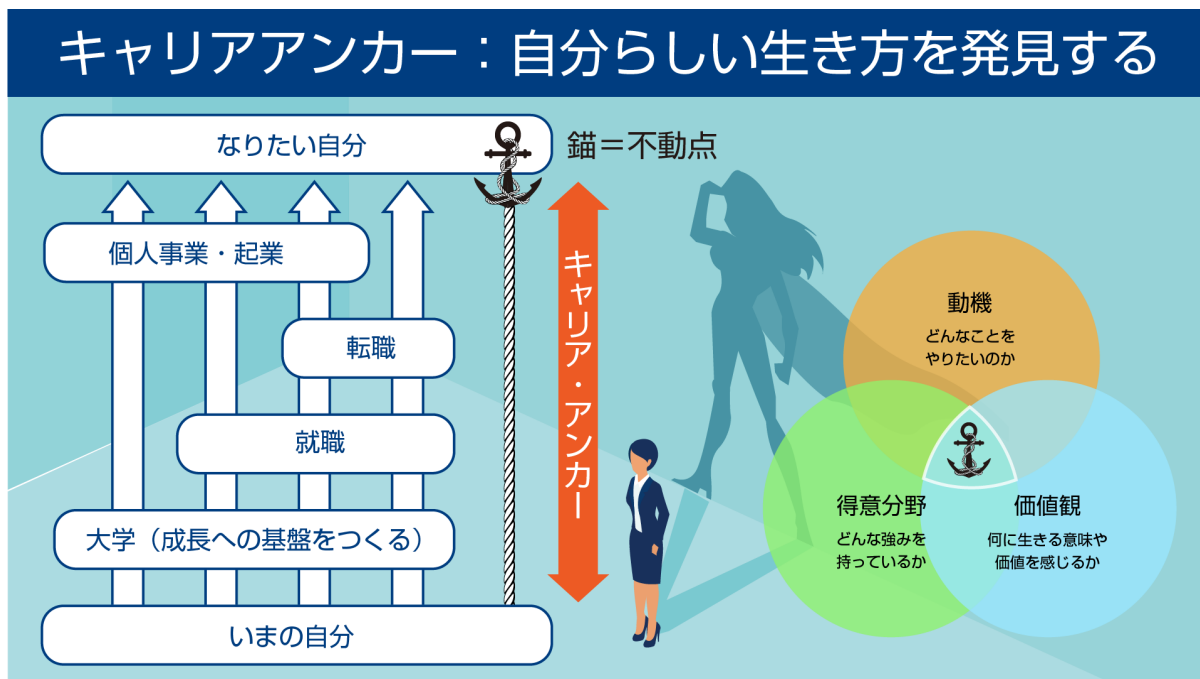 キャリアアンカー：自分らしい生き方を発見する
なりたい自分
錨＝不動点
個人事業・起業
転職
就職
大学（成長への基盤をつくる）
いまの自分
キャリア・アンカー
動機
どんなことを
やりたいのか
得意分野
どんな強みを
持っているか
価値観
何に生きる意味や
価値を感じるか